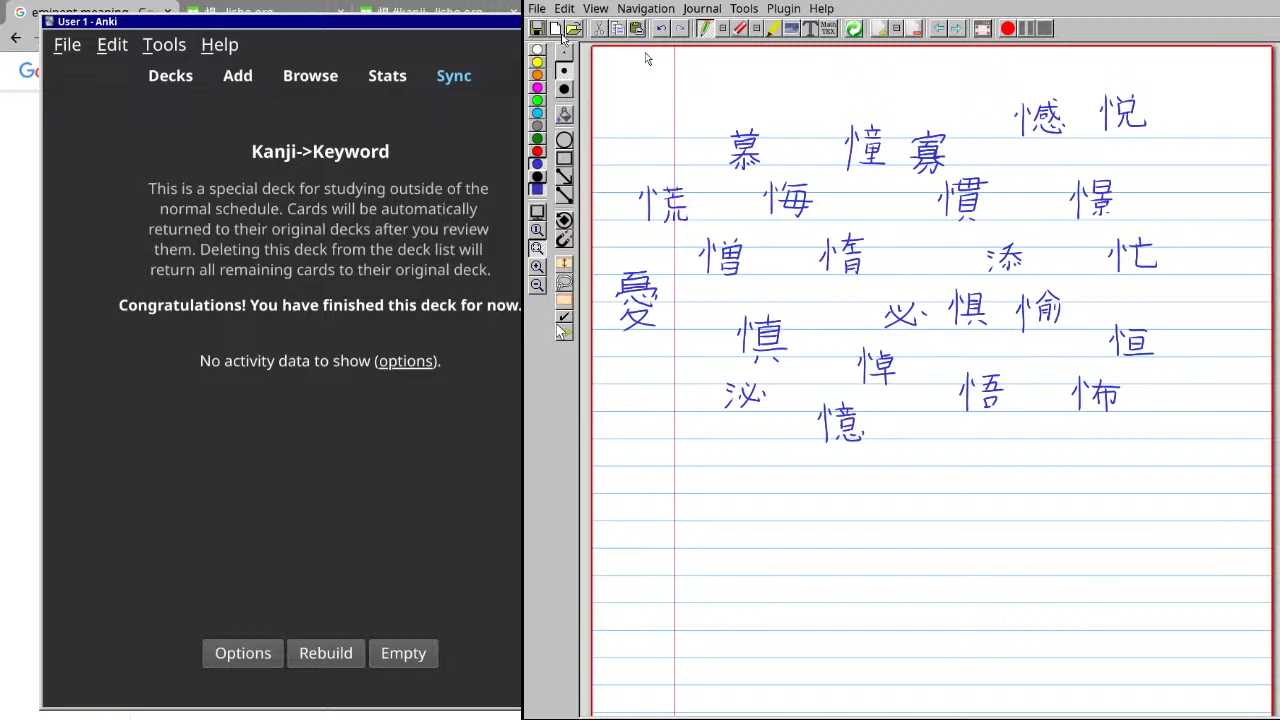 User 1 - Anki
File Edit Tools Help
Decks Add Browse Stats Sync
Kanji->Keyword
This is a special deck for studying outside of the
normal schedule. Cards will be automatically
returned to their original decks after you review
them. Deleting this deck from the deck list will
return all remaining cards to their original deck.
Congratulations! You have finished this deck for now.
No activity data to show (options).
Options Rebuild Empty
File Edit View Navigation Journal Tools Plugin Help
憾 悦
慕 憧 寡
慌 悔 慣 憬
憎 惰 添 忙
憂 必 惧 愉
慎 悼 恒
泌 憶 悟 怖